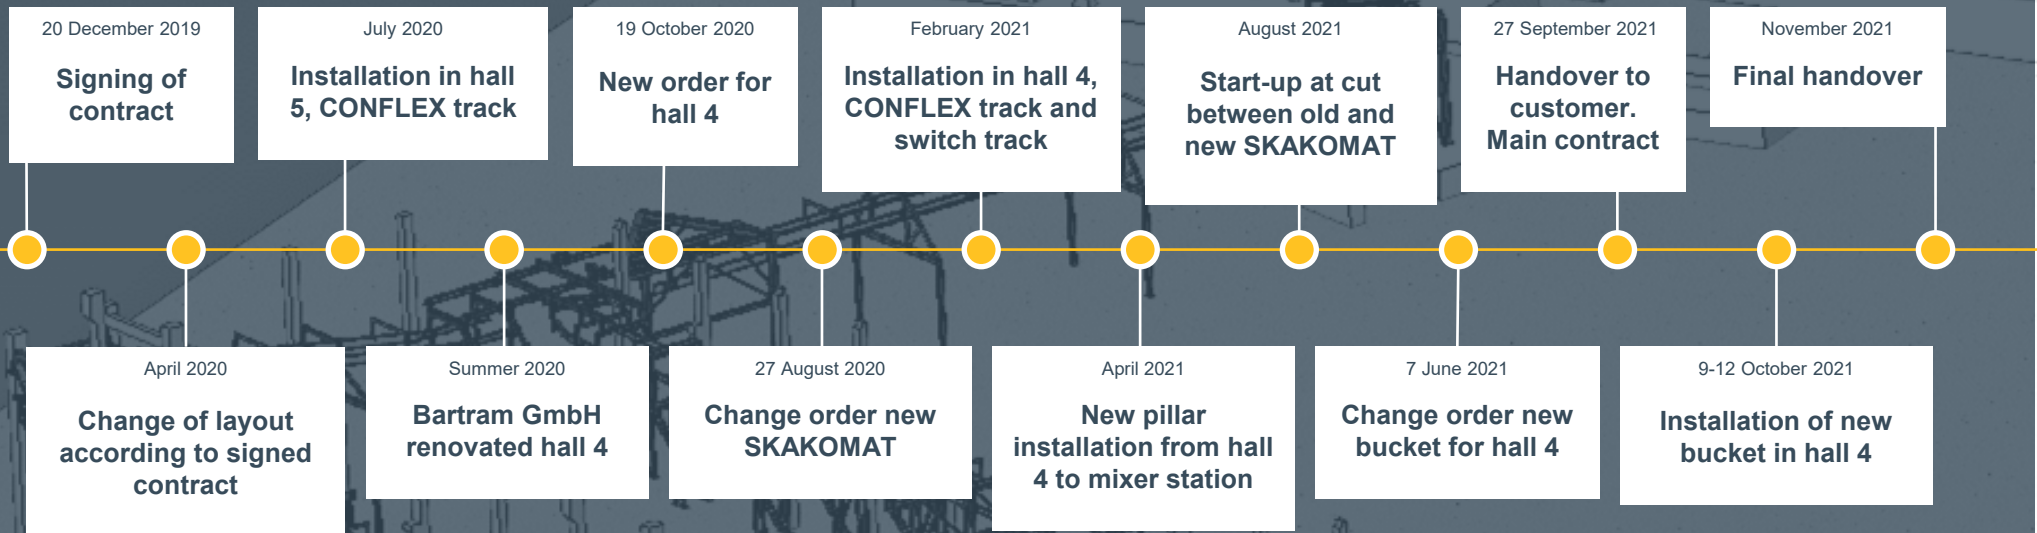 20 December 2019
Signing of
contract
July 2020
Installation in hall
5, CONFLEX track
19 October 2020
New order for
hall 4
February 2021
Installation in hall 4,
CONFLEX track and
switch track
August 2021
Start-up at cut
between old and
new SKAKOMAT
27 September 2021
Handover to
customer.
Main contract
November 2021
Final handover
April 2020
Change of layout
according to signed
contract
Summer 2020
Bartram GmbH
renovated hall 4
27 August 2020
Change order new
SKAKOMAT
April 2021
New pillar
installation from hall
4 to mixer station
7 June 2021
Change order new
bucket for hall 4
9-12 October 2021
Installation of new
bucket in hall 4